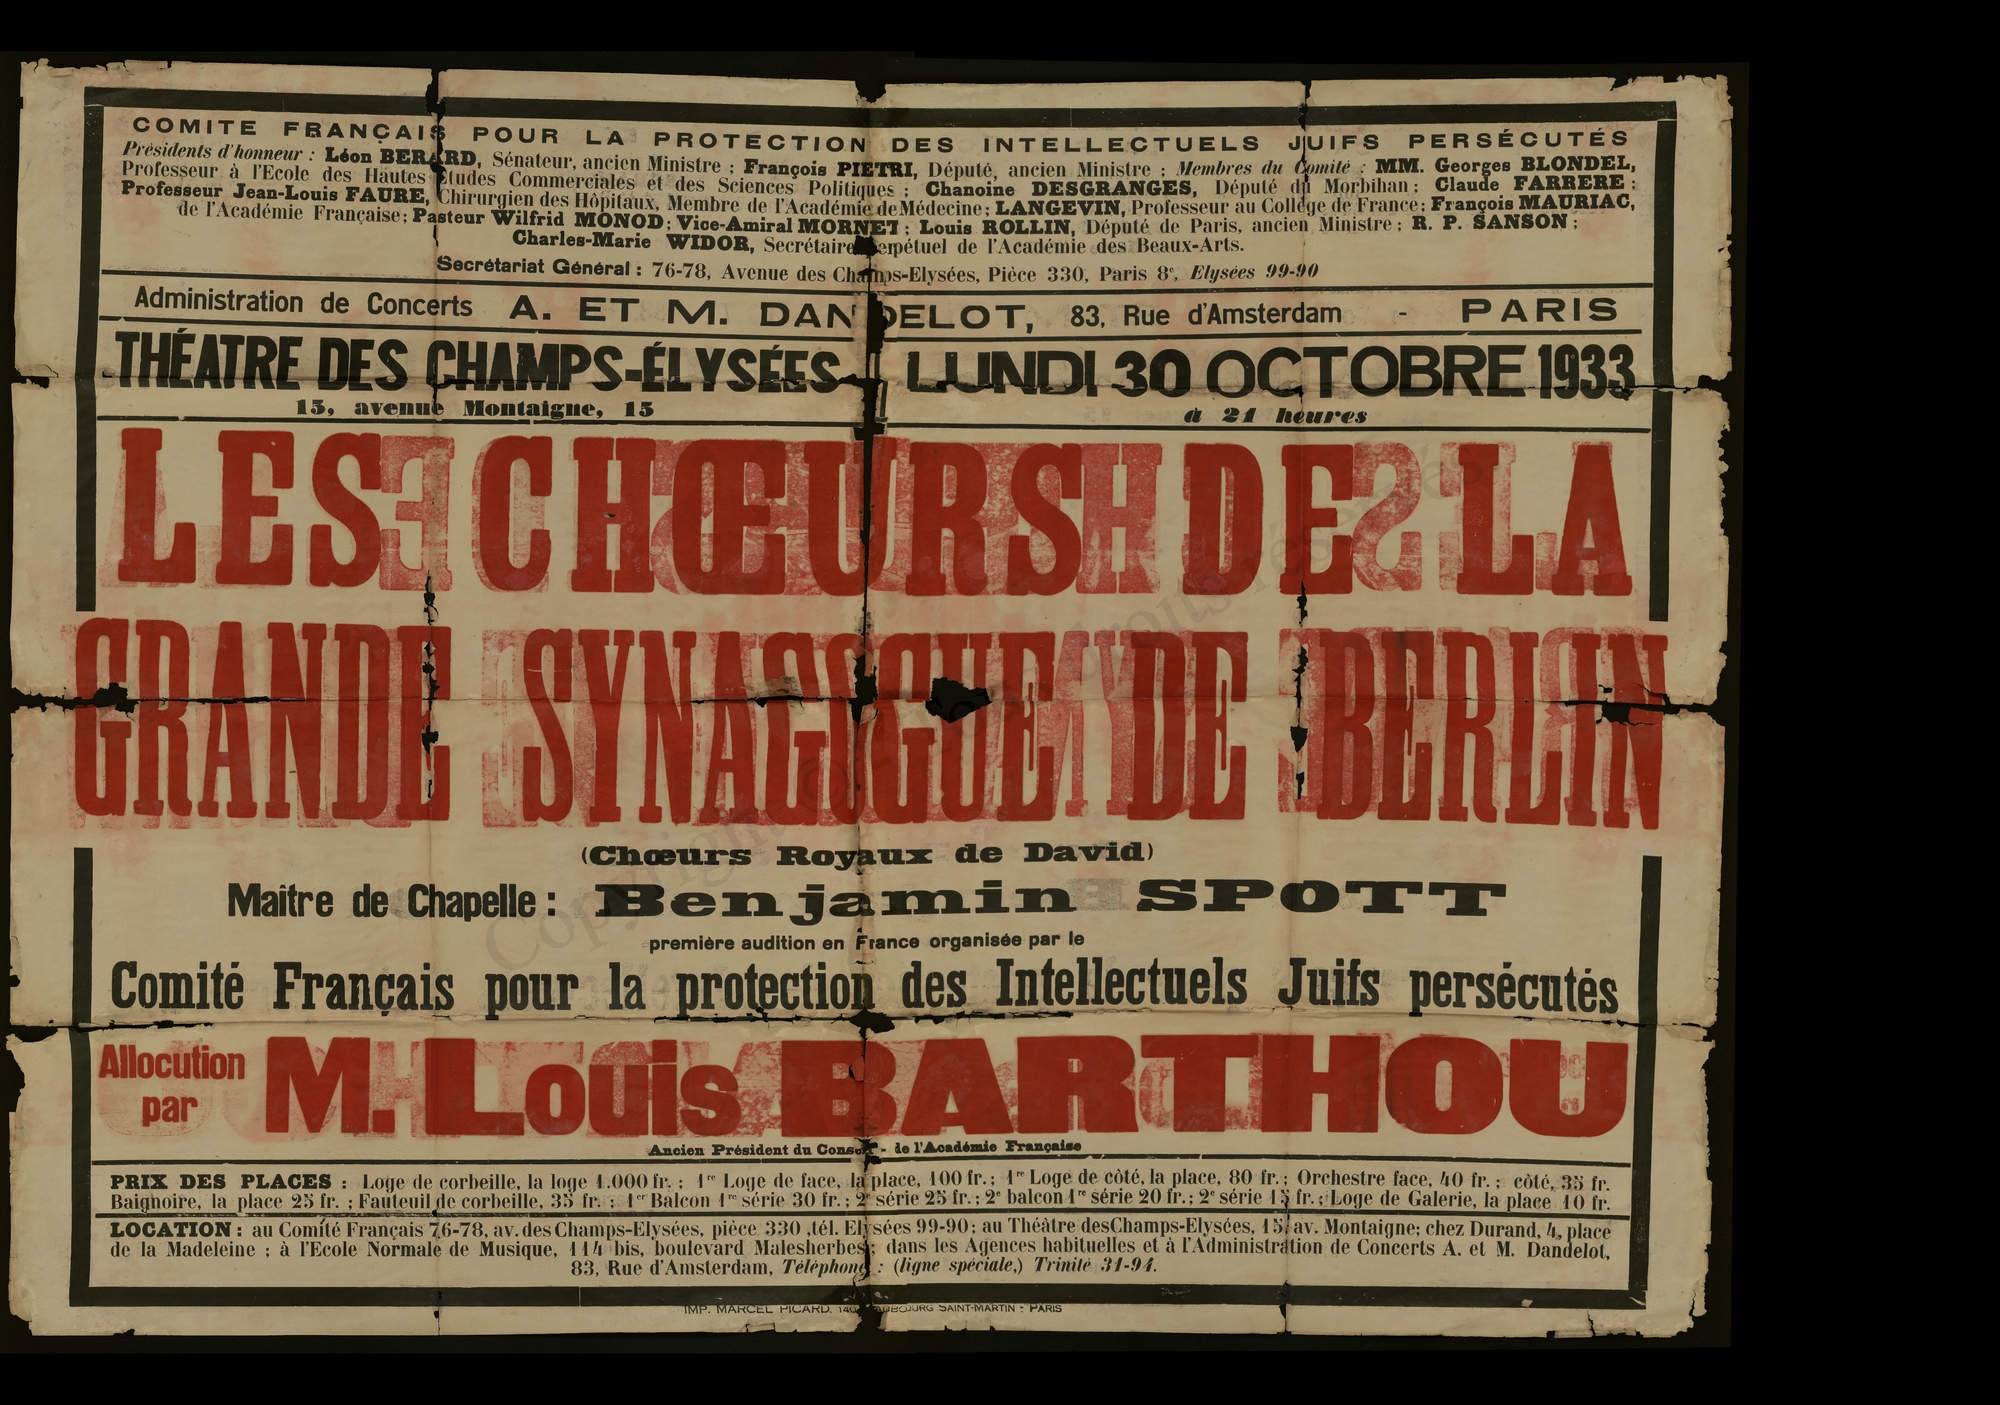 COMITE FRANÇAIS POUR LA PROTECTION DES INTELLECTUELS JUIFS PERSÉCUTÉS
Présidents d'honneur : Léon BERARD, Sénateur, ancien Ministre ; François PIETRI, Député, ancien Ministre ; Membres du Comité : MM. Georges BLONDEL,
Professeur à l'Ecole des Hautes Etudes Commerciales et des Sciences Politiques ; Chanoine DESGRANGES, Député du Morbihan ; Claude FARRERE ;
Professeur Jean-Louis FAURE, Chirurgien des Hôpitaux, Membre de l'Académie de Médecine ; LANGEVIN, Professeur au Collège de France ; François MAURIAC,
de l'Académie Française ; Pasteur Wilfrid MONOD ; Vice-Amiral MORNET ; Louis ROLLIN, Député de Paris, ancien Ministre ; R. P. SANSON ;
Charles-Marie WIDOR, Secrétaire perpétuel de l'Académie des Beaux-Arts.
Secrétariat Général : 76-78, Avenue des Champs-Elysées, Pièce 330, Paris 8e, Elysées 99-90
Administration de Concerts A. ET M. DANDELOT, 83, Rue d'Amsterdam - PARIS
THÉATRE DES CHAMPS-ÉLYSÉES LUNDI 30 OCTOBRE 1933
15, avenue Montaigne, 15 à 21 heures
LES CHŒURS DE LA
GRANDE SYNAGOGUE DE BERLIN
(Chœurs Royaux de David)
Maître de Chapelle : Benjamin SPOTT
première audition en France organisée par le
Comité Français pour la protection des Intellectuels Juifs persécutés
Allocution par M. Louis BARTHOU
Ancien Président du Conseil - de l'Académie Française
PRIX DES PLACES : Loge de corbeille, la loge 1.000 fr. ; 1re Loge de face, la place, 100 fr. ; 1re Loge de côté, la place, 80 fr. ; Orchestre face, 40 fr. ; côté, 35 fr.
Baignoire, la place 25 fr. ; Fauteuil de corbeille, 35 fr. ; 1er Balcon 1re série 30 fr. ; 2e série 25 fr. ; 2e balcon 1re série 20 fr. ; 2e série 15 fr. ; Loge de Galerie, la place 10 fr.
LOCATION : au Comité Français 76-78, av. des Champs-Elysées, pièce 330 ,tél. Elysées 99-90 ; au Théâtre des Champs-Elysées, 15, av. Montaigne ; chez Durand, 4, place
de la Madeleine ; à l'Ecole Normale de Musique, 114 bis, boulevard Malesherbes ; dans les Agences habituelles et à l'Administration de Concerts A. et M. Dandelot,
83, Rue d'Amsterdam, Téléphone : (ligne spéciale,) Trinité 31-94.
IMP. MARCEL PICARD. 140 FAUBOURG SAINT-MARTIN - PARIS
Copyright © droits réservés